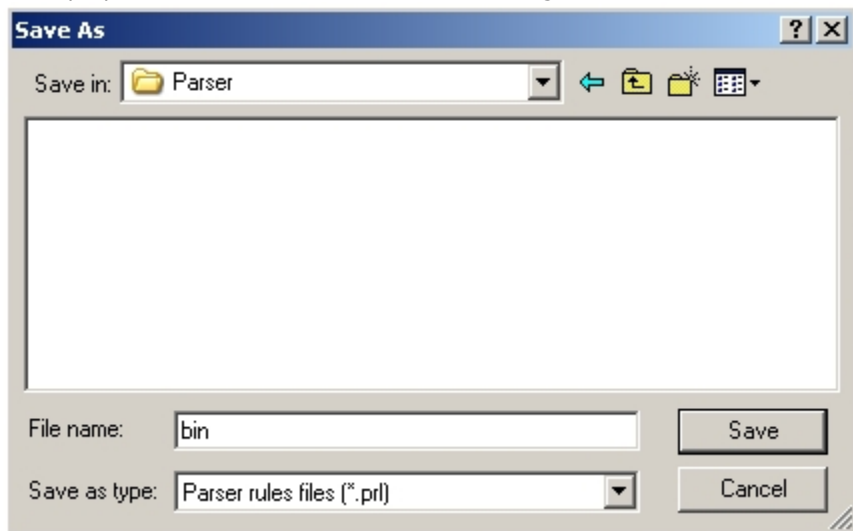 Save As
Save in: Parser
File name: bin Save
Save as type: Parser rules files (*.prl) Cancel